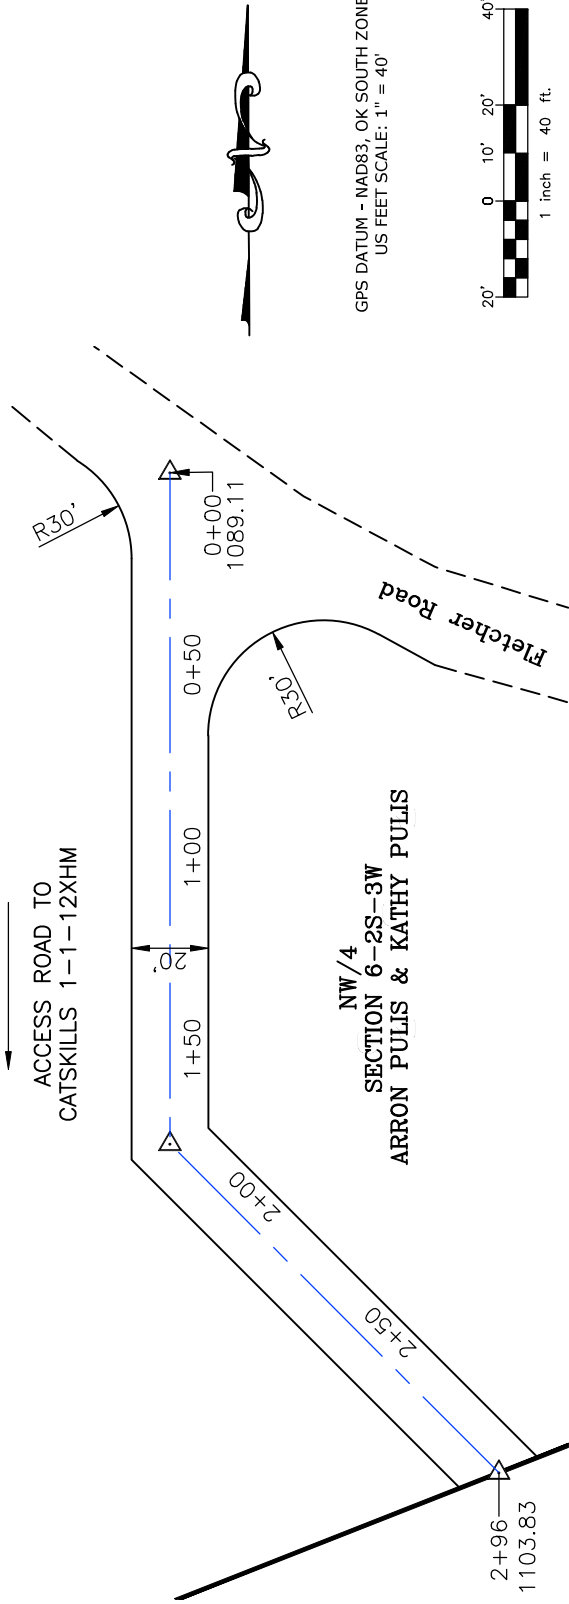 GPS DATUM - NAD83, OK SOUTH ZONE
US FEET SCALE: 1" = 40'
40'
20'
10'
0
20'
1 inch = 40 ft.
R30'
0+00
1089.11
Fletcher Road
0+50
R30'
1+00
ACCESS ROAD TO
CATSKILLS 1-1-12XHM
20'
1+50
NW/4
SECTION 6-2S-3W
ARRON PULIS & KATHY PULIS
2+00
2+50
2+96
1103.83